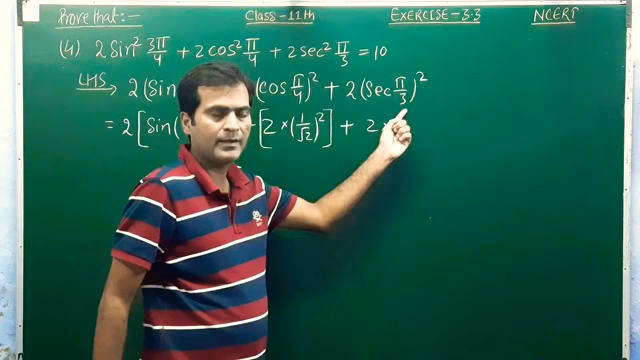 Prove that :— Class - 11th EXERCISE - 3.3 NCERT
(4) 2 Sin² 3π/4 + 2 cos² π/4 + 2 sec² π/3 = 10
LHS → 2 (Sin (cos π/4)² + 2 (Sec π/3)²
= 2 [Sin ( [2 × (1/√2)²] + 2